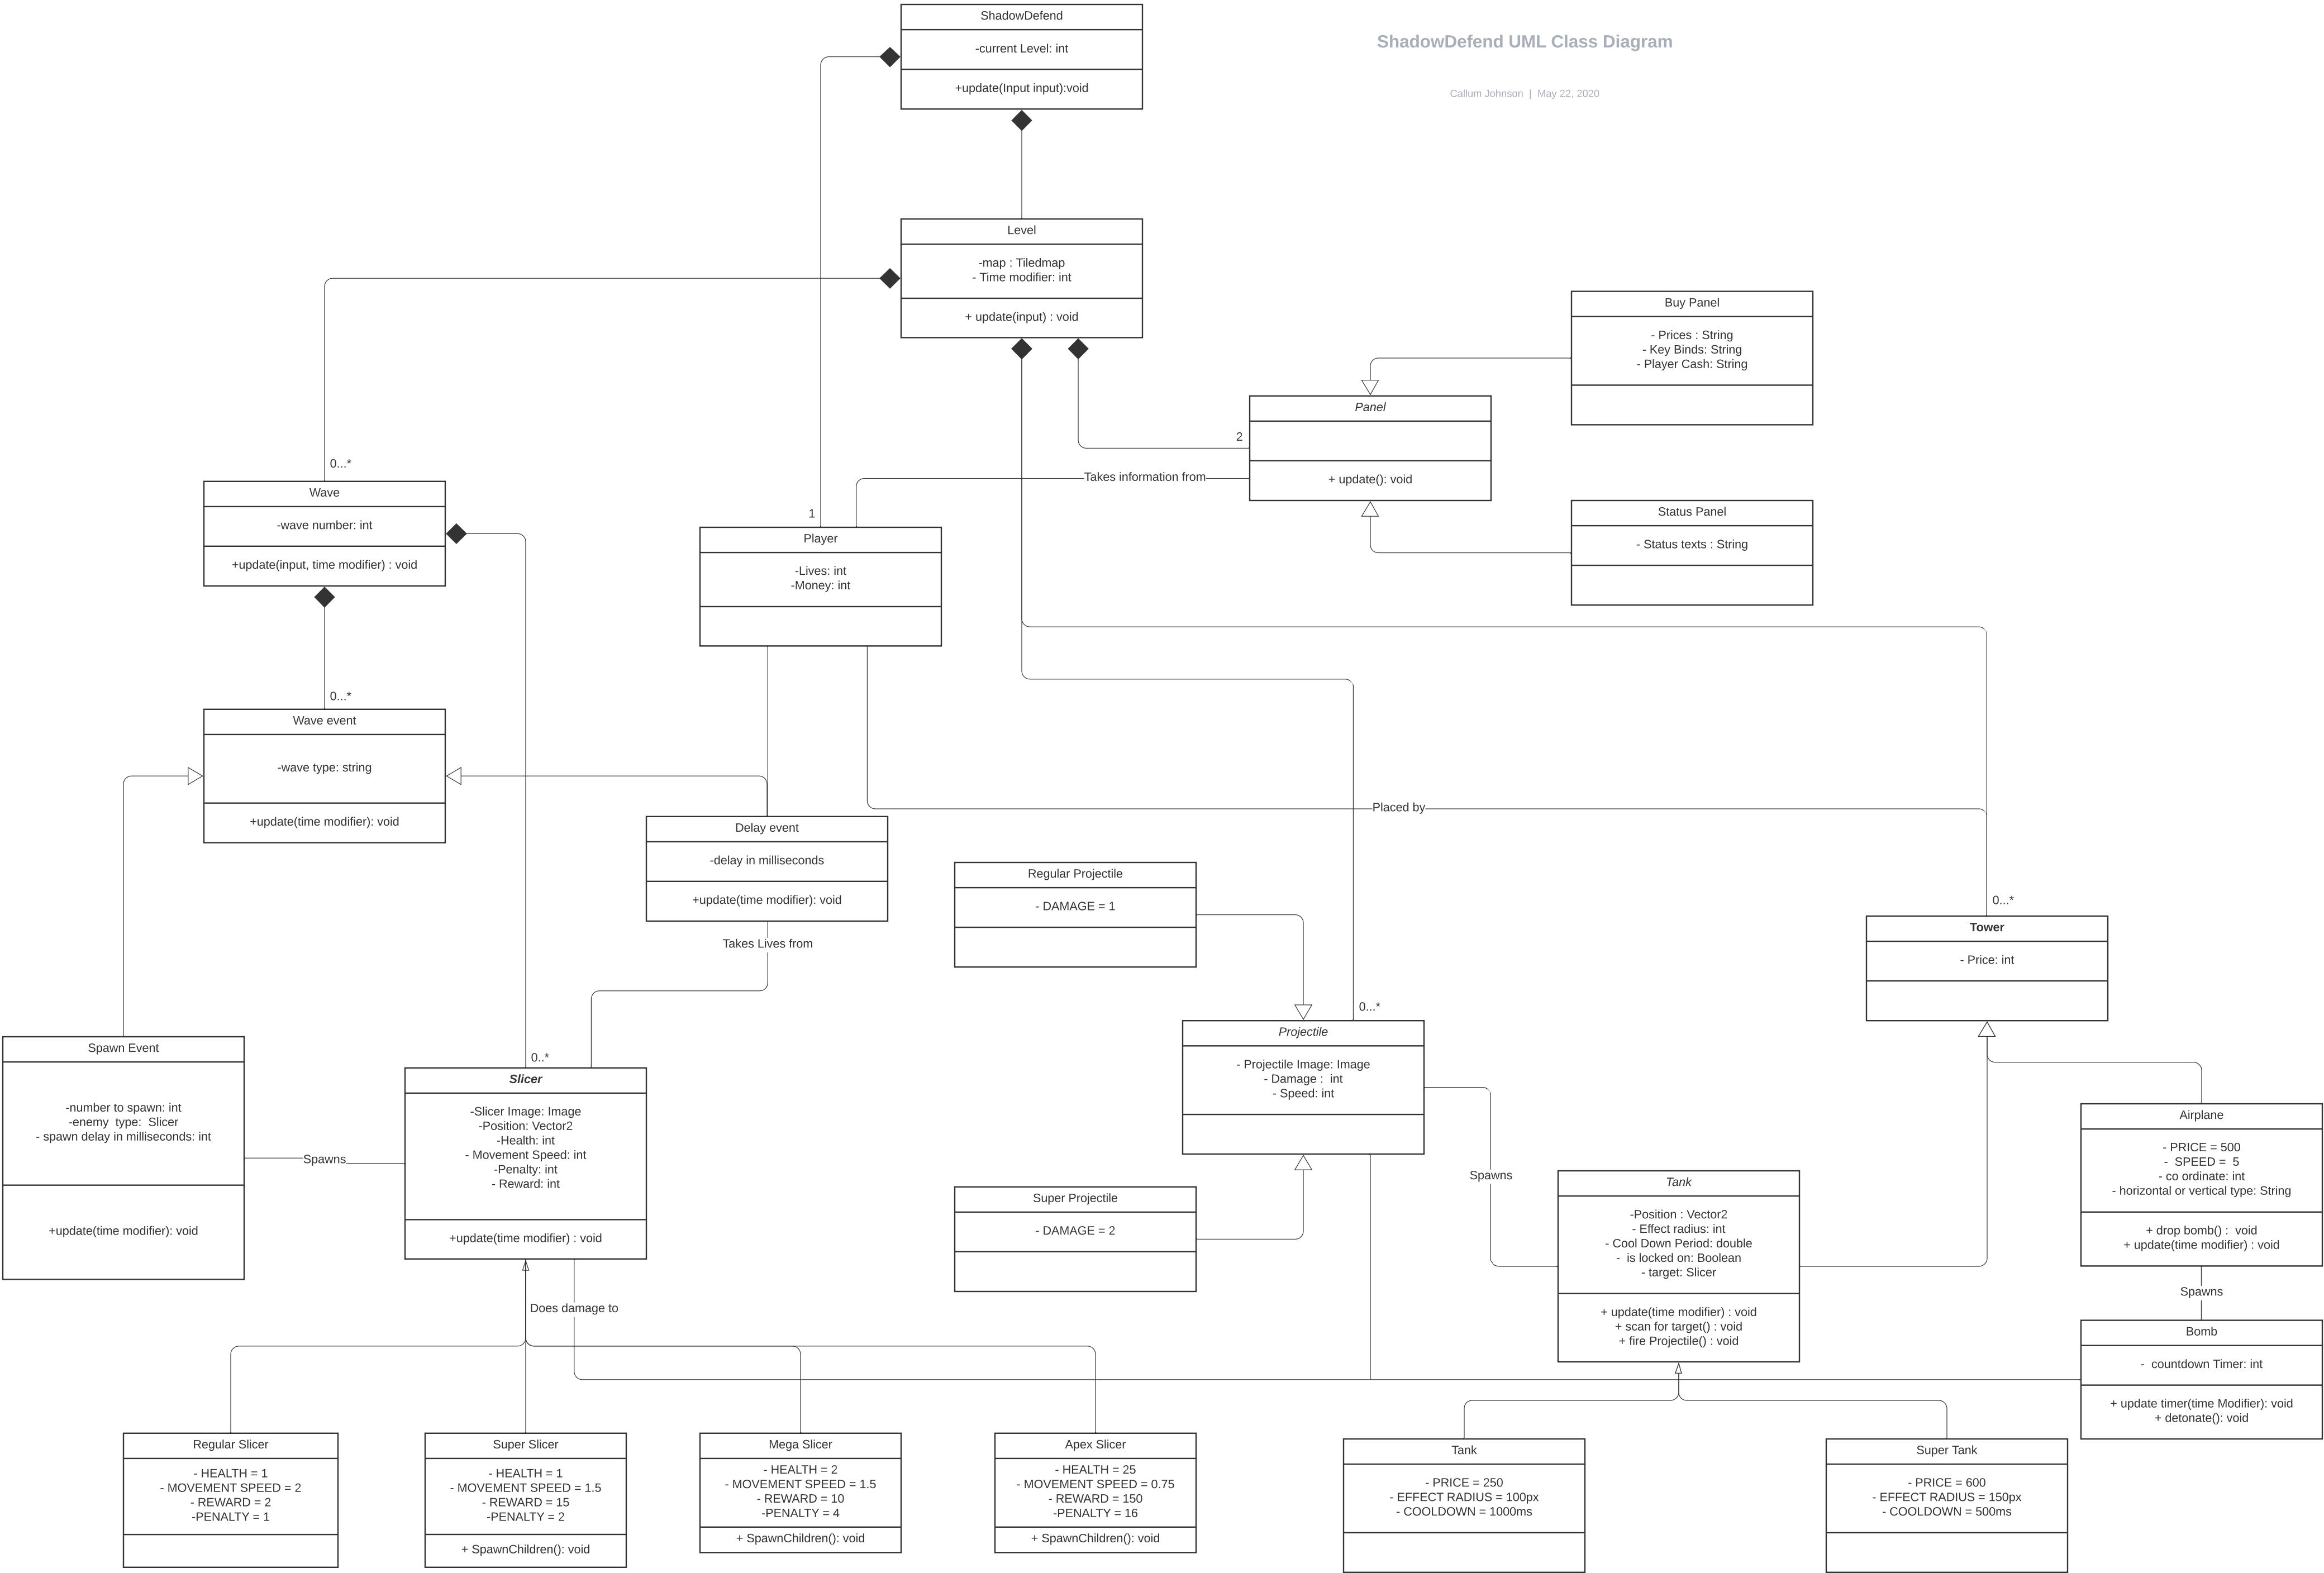 ShadowDefend
-current Level: int
+update(Input input):void
ShadowDefend UML Class Diagram
Callum Johnson | May 22, 2020
Level
-map : Tiledmap
- Time modifier: int
+ update(input) : void
Buy Panel
- Prices : String
- Key Binds: String
- Player Cash: String
Panel
+ update(): void
2
Takes information from
Status Panel
- Status texts : String
0...*
Wave
-wave number: int
+update(input, time modifier) : void
1
Player
-Lives: int
-Money: int
0...*
Wave event
-wave type: string
+update(time modifier): void
Placed by
Delay event
-delay in milliseconds
+update(time modifier): void
Takes Lives from
Regular Projectile
- DAMAGE = 1
0...*
Tower
- Price: int
0...*
Projectile
- Projectile Image: Image
- Damage :  int
- Speed: int
Spawn Event
-number to spawn: int
-enemy  type:  Slicer
- spawn delay in milliseconds: int
+update(time modifier): void
Spawns
0..*
Slicer
-Slicer Image: Image
-Position: Vector2
-Health: int
- Movement Speed: int
-Penalty: int
- Reward: int
+update(time modifier) : void
Super Projectile
- DAMAGE = 2
Spawns
Tank
-Position : Vector2
- Effect radius: int
- Cool Down Period: double
-  is locked on: Boolean
- target: Slicer
+ update(time modifier) : void
+ scan for target() : void
+ fire Projectile() : void
Airplane
- PRICE = 500
-  SPEED =  5
- co ordinate: int
- horizontal or vertical type: String
+ drop bomb() :  void
+ update(time modifier) : void
Spawns
Bomb
-  countdown Timer: int
+ update timer(time Modifier): void
+ detonate(): void
Does damage to
Regular Slicer
- HEALTH = 1
- MOVEMENT SPEED = 2
- REWARD = 2
-PENALTY = 1
Super Slicer
- HEALTH = 1
- MOVEMENT SPEED = 1.5
- REWARD = 15
-PENALTY = 2
+ SpawnChildren(): void
Mega Slicer
- HEALTH = 2
- MOVEMENT SPEED = 1.5
- REWARD = 10
-PENALTY = 4
+ SpawnChildren(): void
Apex Slicer
- HEALTH = 25
- MOVEMENT SPEED = 0.75
- REWARD = 150
-PENALTY = 16
+ SpawnChildren(): void
Tank
- PRICE = 250
- EFFECT RADIUS = 100px
- COOLDOWN = 1000ms
Super Tank
- PRICE = 600
- EFFECT RADIUS = 150px
- COOLDOWN = 500ms